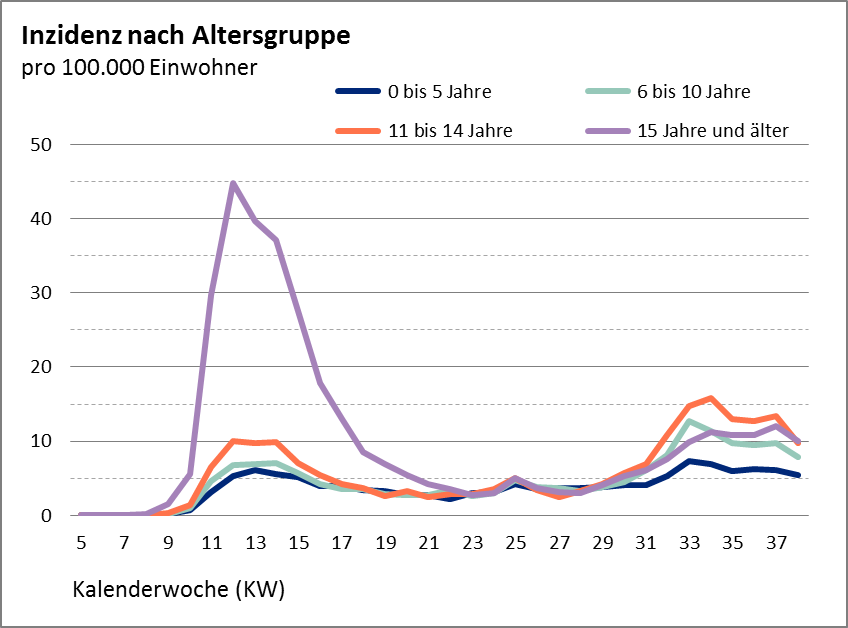 Inzidenz nach Altersgruppe
pro 100.000 Einwohner
0 bis 5 Jahre
6 bis 10 Jahre
11 bis 14 Jahre
15 Jahre und älter
50
40
30
20
10
0
5 7 9 11 13 15 17 19 21 23 25 27 29 31 33 35 37
Kalenderwoche (KW)